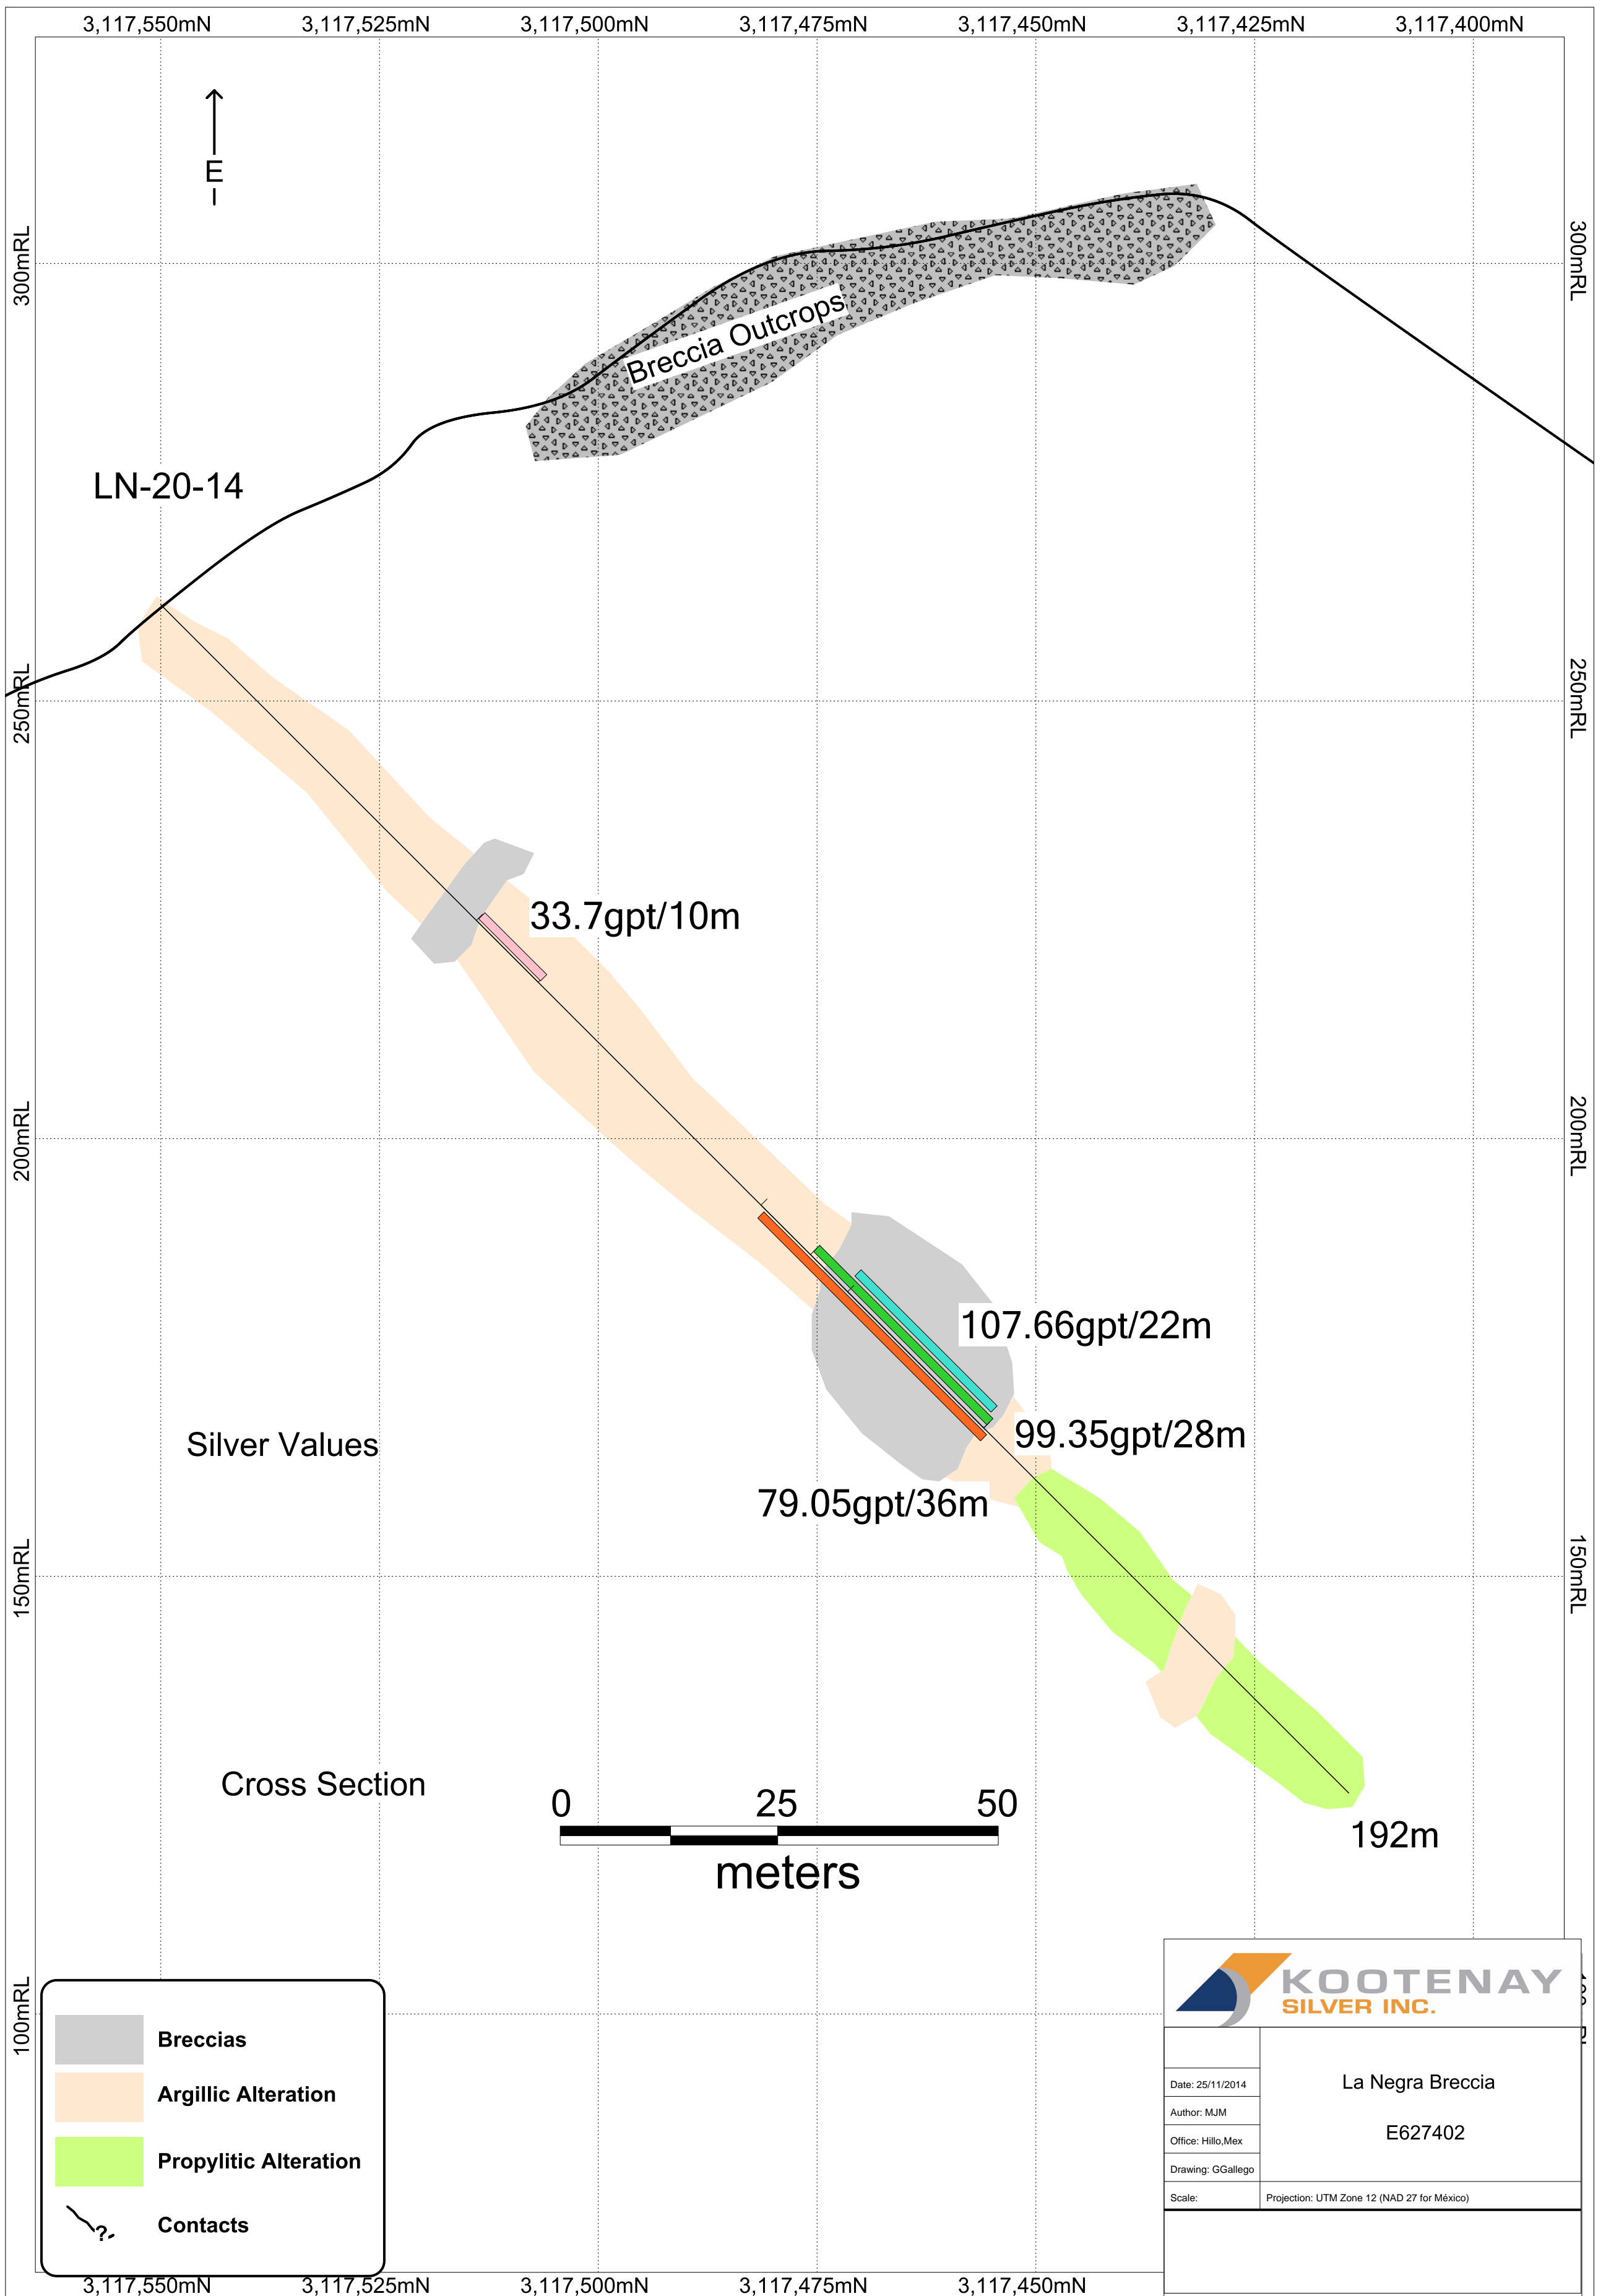 3,117,550mN 3,117,525mN 3,117,500mN 3,117,475mN 3,117,450mN 3,117,425mN 3,117,400mN
E
300mRL
300mRL
Breccia Outcrops
LN-20-14
250mRL
250mRL
33.7gpt/10m
200mRL
200mRL
107.66gpt/22m
99.35gpt/28m
Silver Values
79.05gpt/36m
150mRL
150mRL
Cross Section
0 25 50
meters
192m
100mRL
Breccias
Argillic Alteration
Propylitic Alteration
?
Contacts
KOOTENAY
SILVER INC.
La Negra Breccia
E627402
Date: 25/11/2014
Author: MJM
Office: Hillo,Mex
Drawing: GGallego
Scale:
Projection: UTM Zone 12 (NAD 27 for México)
3,117,550mN 3,117,525mN 3,117,500mN 3,117,475mN 3,117,450mN